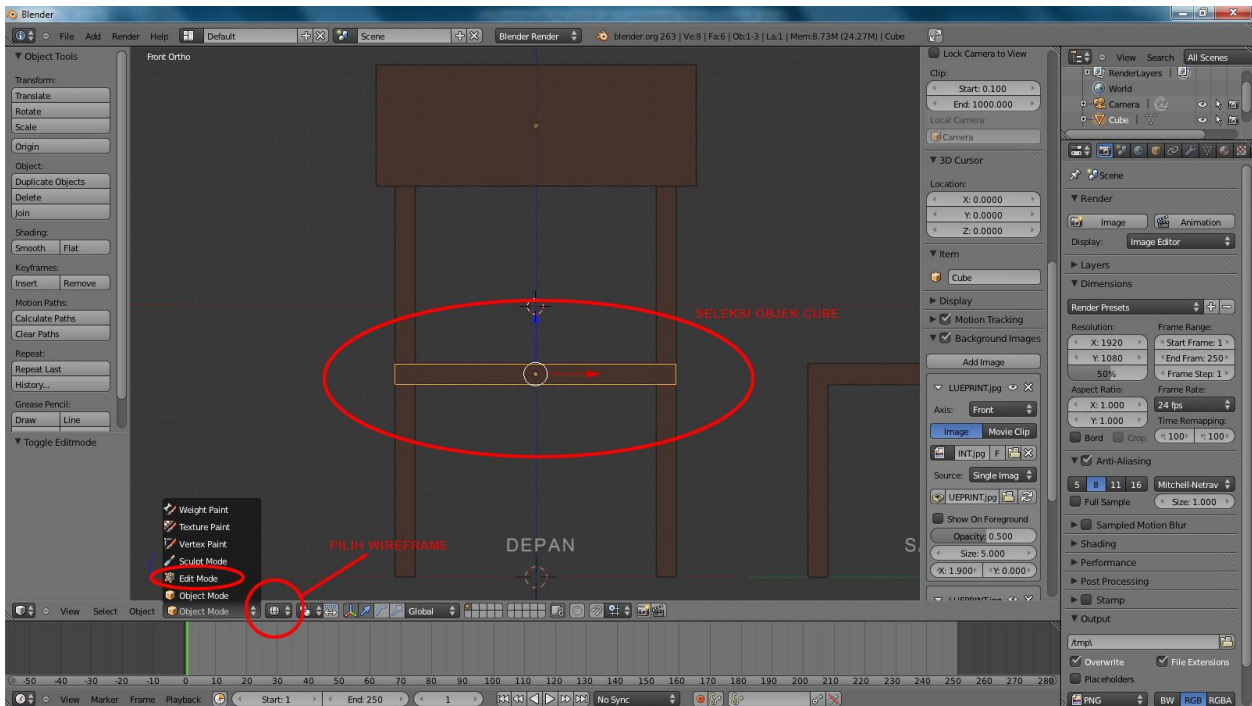 Blender
File Add Render Help Default Scene Blender Render blender.org 263 | Ve:8 | Fa:6 | Ob:1-3 | La:1 | Mem:8.73M (24.27M) | Cube
Object Tools
Transform:
Translate
Rotate
Scale
Origin
Object:
Duplicate Objects
Delete
Join
Shading:
Smooth Flat
Keyframes:
Insert Remove
Motion Paths:
Calculate Paths
Clear Paths
Repeat:
Repeat Last
History...
Grease Pencil:
Draw Line
Toggle Editmode
Front Ortho
SELEKSI OBJEK CUBE
PILIH WIREFRAME
DEPAN
S
Weight Paint
Texture Paint
Vertex Paint
Sculpt Mode
Edit Mode
Object Mode
View Select Object Object Mode Global
Lock Camera to View
Clip:
Start: 0.100
End: 1000.000
Local Camera:
Camera
3D Cursor
Location:
X: 0.0000
Y: 0.0000
Z: 0.0000
Item
Cube
Display
Motion Tracking
Background Images
Add Image
LUEPRINT.jpg
Axis: Front
Image Movie Clip
INT.jpg F
Source: Single Imag
UEPRINT.jpg
Show On Foreground
Opacity: 0.500
Size: 5.000
X: 1.900 Y: 0.000
LUEPRINT.jpg
View Search All Scenes
RenderLayers |
World
Camera |
Cube |
Scene
Render
Image Animation
Display: Image Editor
Layers
Dimensions
Render Presets
Resolution: Frame Range:
X: 1920 Start Frame: 1
Y: 1080 End Fram: 250
50% Frame Step: 1
Aspect Ratio: Frame Rate:
X: 1.000 24 fps
Y: 1.000 Time Remapping:
Bord Crop : 100 : 100
Anti-Aliasing
5 8 11 16 Mitchell-Netrav
Full Sample Size: 1.000
Sampled Motion Blur
Shading
Performance
Post Processing
Stamp
Output
/tmp\
Overwrite File Extensions
Placeholders
PNG BW RGB RGBA
-50 -40 -30 -20 -10 0 10 20 30 40 50 60 70 80 90 100 110 120 130 140 150 160 170 180 190 200 210 220 230 240 250 260 270 280
View Marker Frame Playback Start: 1 End: 250 1 No Sync